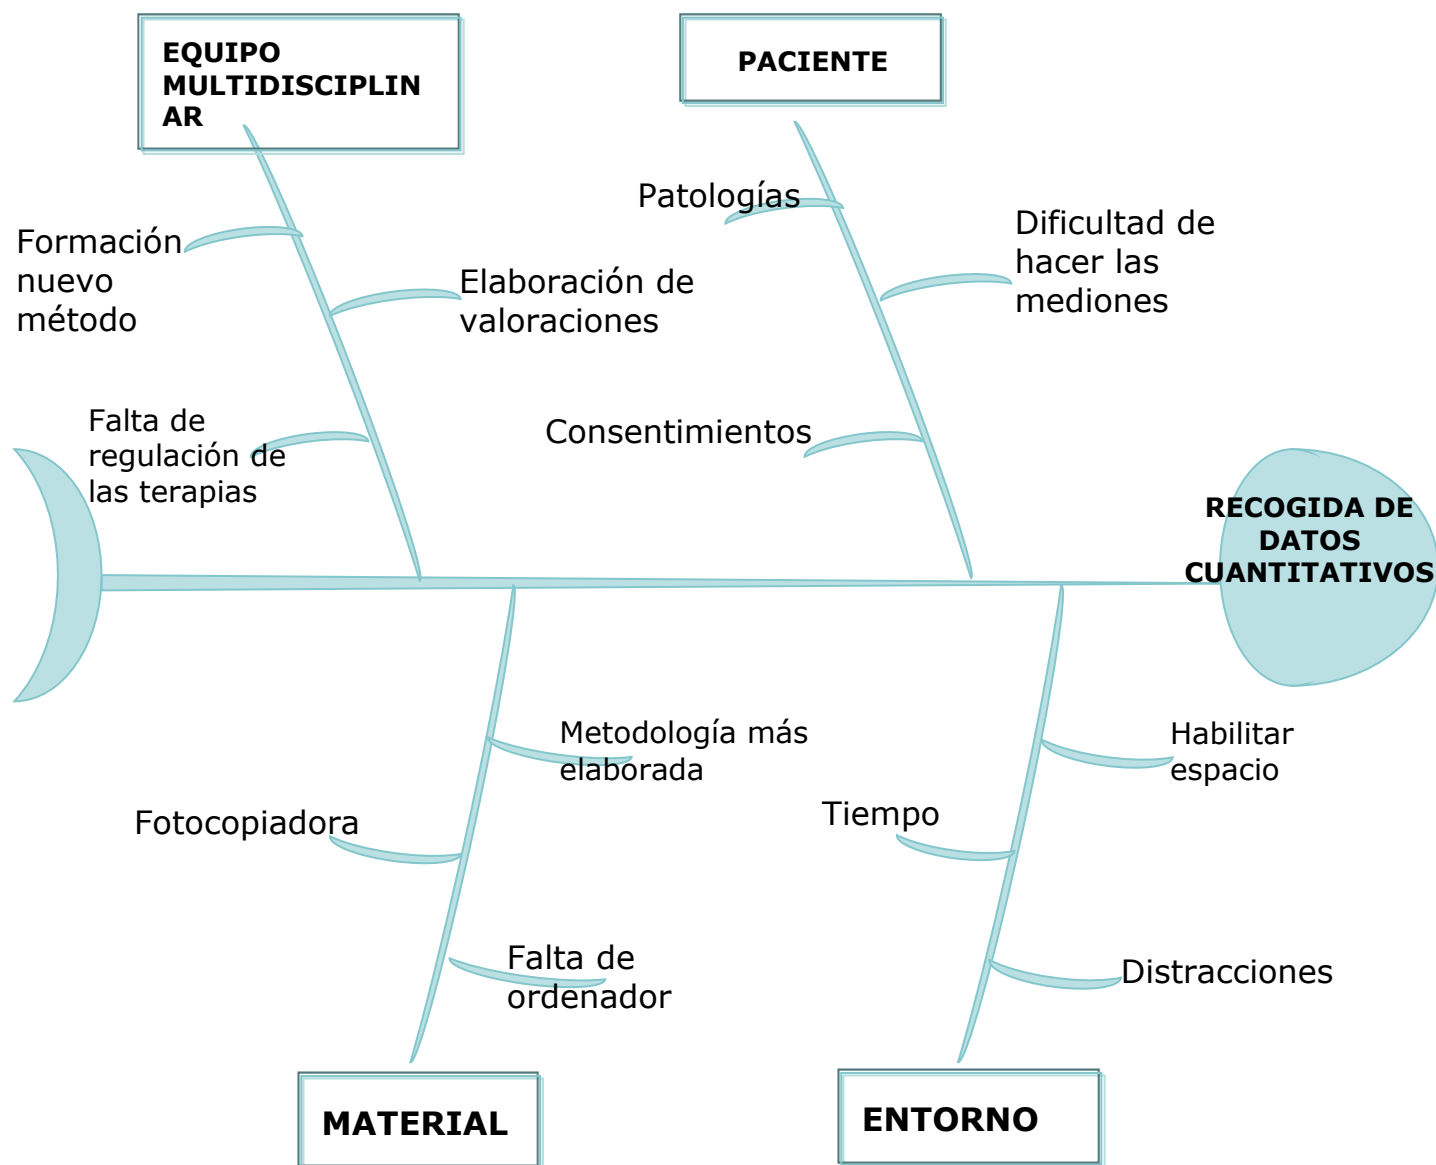 EQUIPO
MULTIDISCIPLIN
AR
PACIENTE
Patologías
Dificultad de
hacer las
mediones
Formación
nuevo
método
Elaboración de
valoraciones
Falta de
regulación de
las terapias
Consentimientos
RECOGIDA DE
DATOS
CUANTITATIVOS
Metodología más
elaborada
Habilitar
espacio
Fotocopiadora
Tiempo
Falta de
ordenador
Distracciones
MATERIAL
ENTORNO